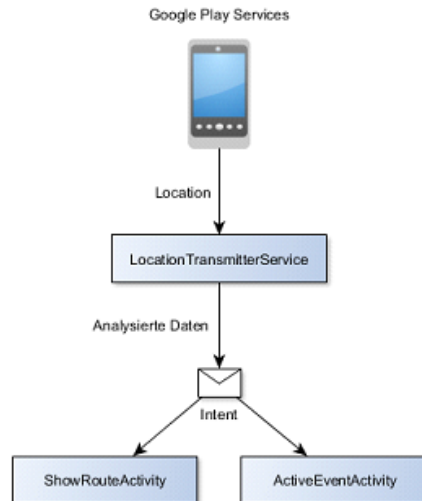 Google Play Services
Location
LocationTransmitterService
Analysierte Daten
Intent
ShowRouteActivity
ActiveEventActivity